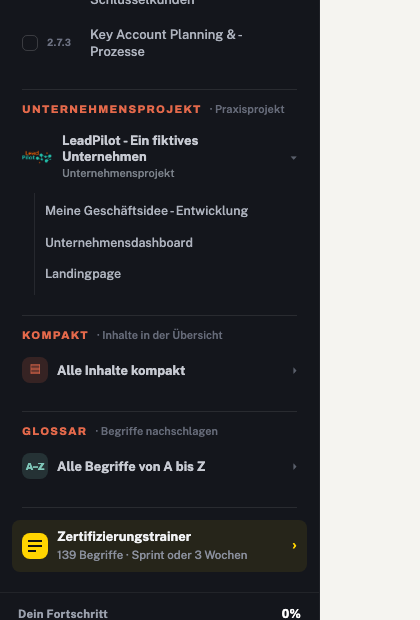 Schlüsselkunden
2.7.3
Key Account Planning & -
Prozesse
UNTERNEHMENSPROJEKT · Praxisprojekt
LeadPilot - Ein fiktives
Unternehmen
Unternehmensprojekt
Meine Geschäftsidee - Entwicklung
Unternehmensdashboard
Landingpage
KOMPAKT · Inhalte in der Übersicht
Alle Inhalte kompakt
GLOSSAR · Begriffe nachschlagen
A–Z Alle Begriffe von A bis Z
Zertifizierungstrainer
139 Begriffe · Sprint oder 3 Wochen
Dein Fortschritt 0%